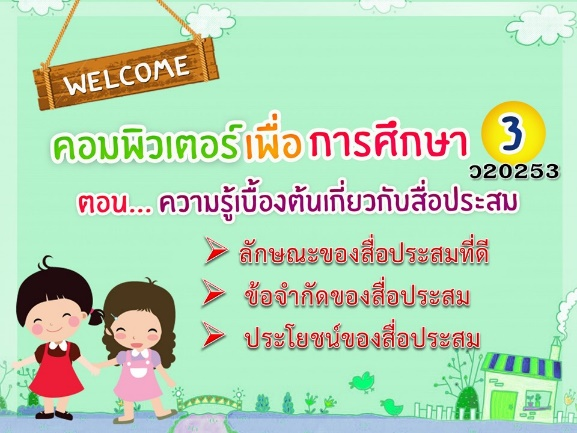 WELCOME
คอมพิวเตอร์เพื่อการศึกษา 3
ว20253
ตอน... ความรู้เบื้องต้นเกี่ยวกับสื่อประสม
ลักษณะของสื่อประสมที่ดี
ข้อจำกัดของสื่อประสม
ประโยชน์ของสื่อประสม